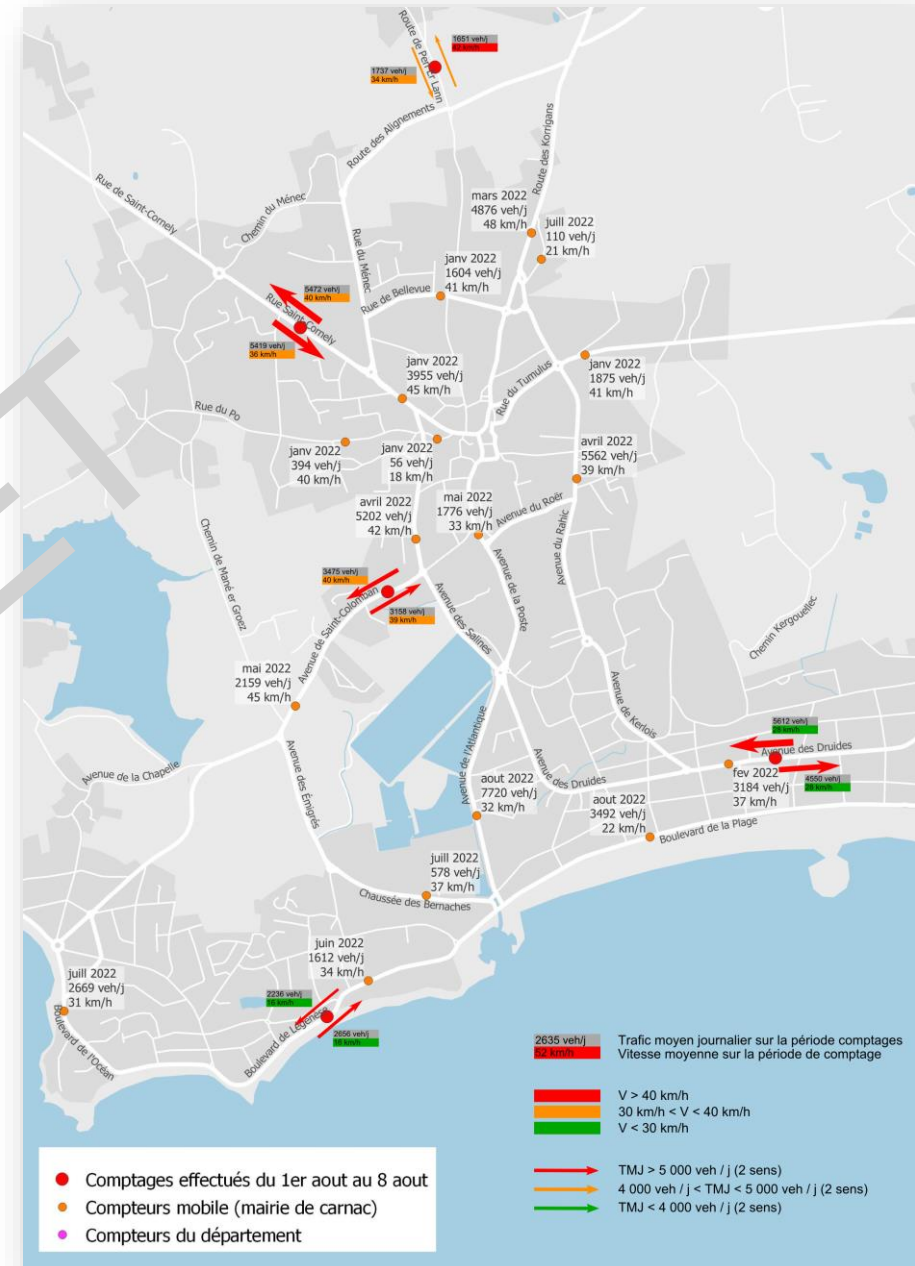 1651 veh/j
42 km/h
1737 veh/j
34 km/h
Route de Pen Er Lann
Route des Alignements
Route des Korrigans
Rue de Saint-Cornely
Chemin du Ménec
mars 2022
4876 veh/j
48 km/h
juill 2022
110 veh/j
21 km/h
Rue du Ménec
janv 2022
1604 veh/j
41 km/h
Rue de Bellevue
5472 veh/j
40 km/h
Rue Saint-Cornely
5419 veh/j
36 km/h
janv 2022
3955 veh/j
45 km/h
Rue du Tumulus
janv 2022
1875 veh/j
41 km/h
Rue du Po
janv 2022
394 veh/j
40 km/h
janv 2022
56 veh/j
18 km/h
avril 2022
5562 veh/j
39 km/h
avril 2022
5202 veh/j
42 km/h
mai 2022
1776 veh/j
33 km/h
Avenue du Roër
Avenue du Rahic
Chemin de Mané er Groez
Avenue de la Poste
3475 veh/j
40 km/h
3158 veh/j
39 km/h
Avenue de Saint-Colomban
Avenue des Salines
Chemin Kergouellec
mai 2022
2159 veh/j
45 km/h
Avenue de Kerlois
Avenue de l'Atlantique
5612 veh/j
28 km/h
Avenue des Druides
4550 veh/j
28 km/h
fev 2022
3184 veh/j
37 km/h
Avenue de la Chapelle
Avenue des Émigrés
Avenue des Druides
aout 2022
7720 veh/j
32 km/h
aout 2022
3492 veh/j
22 km/h
Boulevard de la Plage
juill 2022
578 veh/j
37 km/h
Chaussée des Bernaches
juin 2022
1612 veh/j
34 km/h
juill 2022
2669 veh/j
31 km/h
Boulevard de l'Océan
2236 veh/j
16 km/h
2656 veh/j
16 km/h
Boulevard de Légenèse
2635 veh/j
52 km/h
Trafic moyen journalier sur la période comptages
Vitesse moyenne sur la période de comptage
V > 40 km/h
30 km/h < V < 40 km/h
V < 30 km/h
TMJ > 5 000 veh / j (2 sens)
4 000 veh / j < TMJ < 5 000 veh / j (2 sens)
TMJ < 4 000 veh / j (2 sens)
Comptages effectués du 1er aout au 8 aout
Compteurs mobile (mairie de carnac)
Compteurs du département